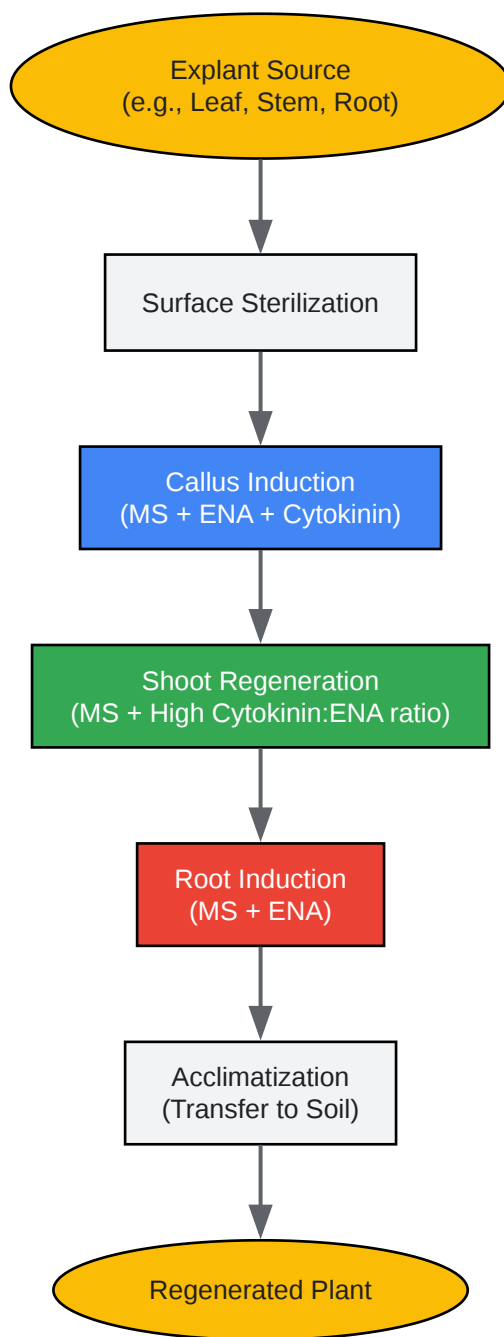 Explant Source
(e.g., Leaf, Stem, Root)
Surface Sterilization
Callus Induction
(MS + ENA + Cytokinin)
Shoot Regeneration
(MS + High Cytokinin:ENA ratio)
Root Induction
(MS + ENA)
Acclimatization
(Transfer to Soil)
Regenerated Plant